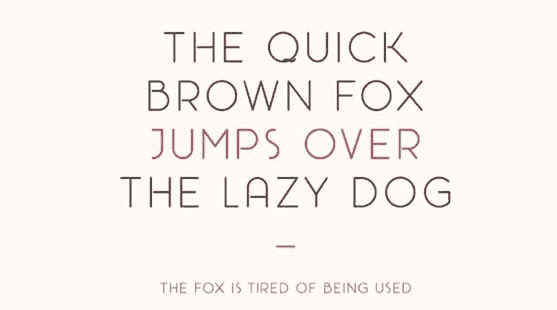 THE QUICK
BROWN FOX
JUMPS OVER
THE LAZY DOG
THE FOX IS TIRED OF BEING USED